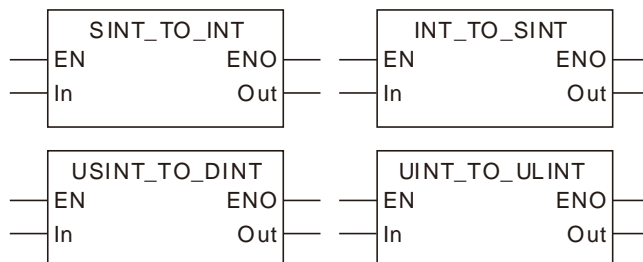 SINT_TO_INT
EN ENO
In Out
INT_TO_SINT
EN ENO
In Out
USINT_TO_DINT
EN ENO
In Out
UINT_TO_ULINT
EN ENO
In Out